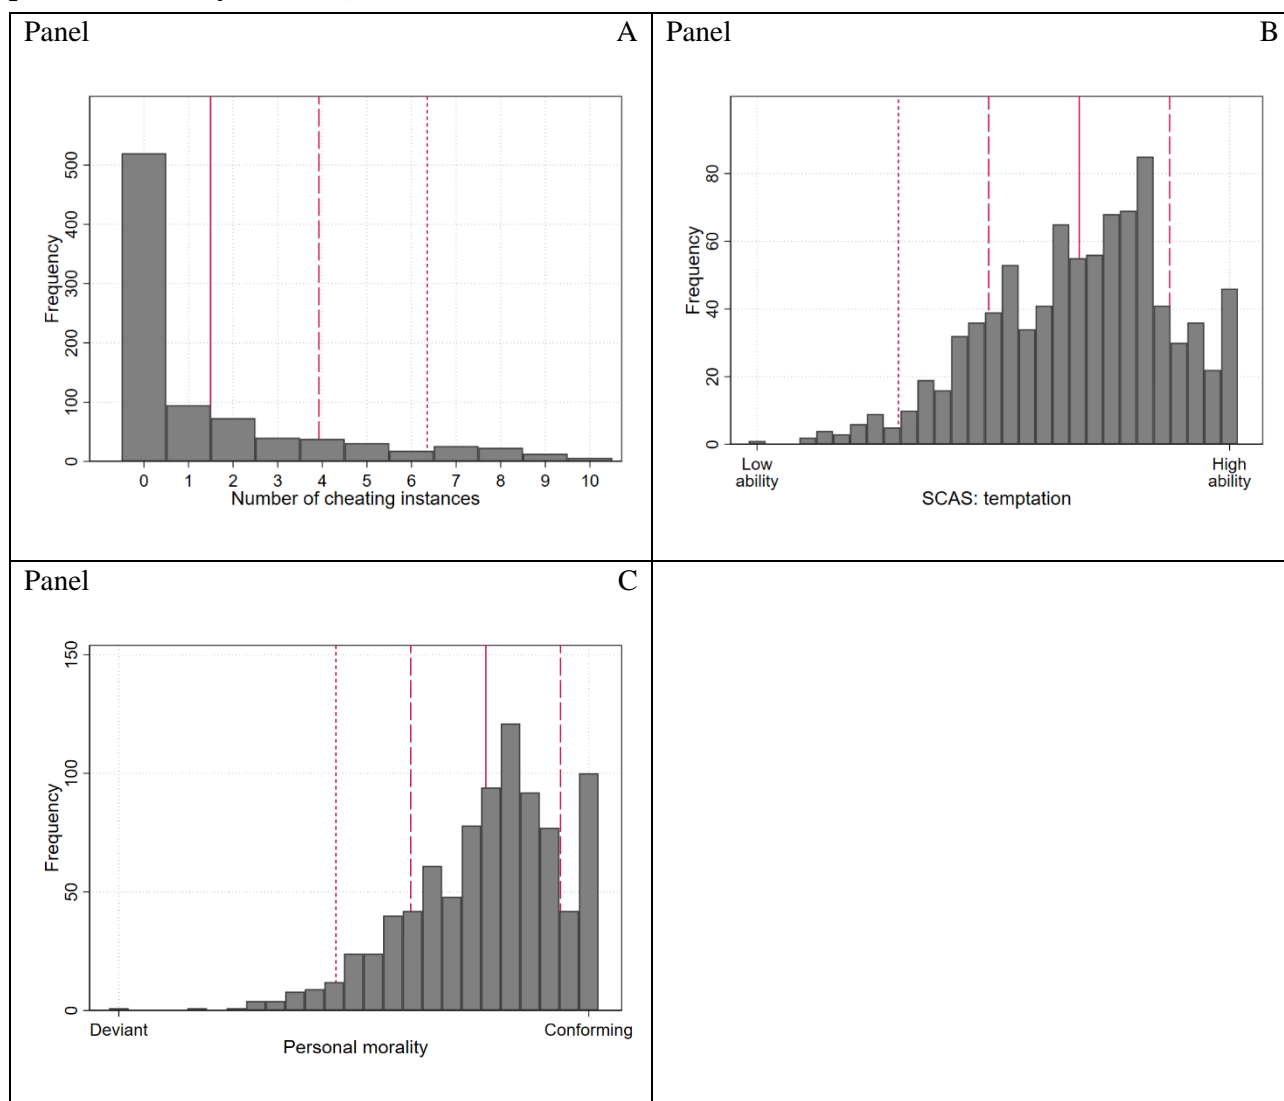 Panel A
Frequency
0
100
200
300
400
500
0 1 2 3 4 5 6 7 8 9 10
Number of cheating instances
Panel B
Frequency
0
20
40
60
80
Low ability
High ability
SCAS: temptation
Panel C
Frequency
0
50
100
150
Deviant
Conforming
Personal morality